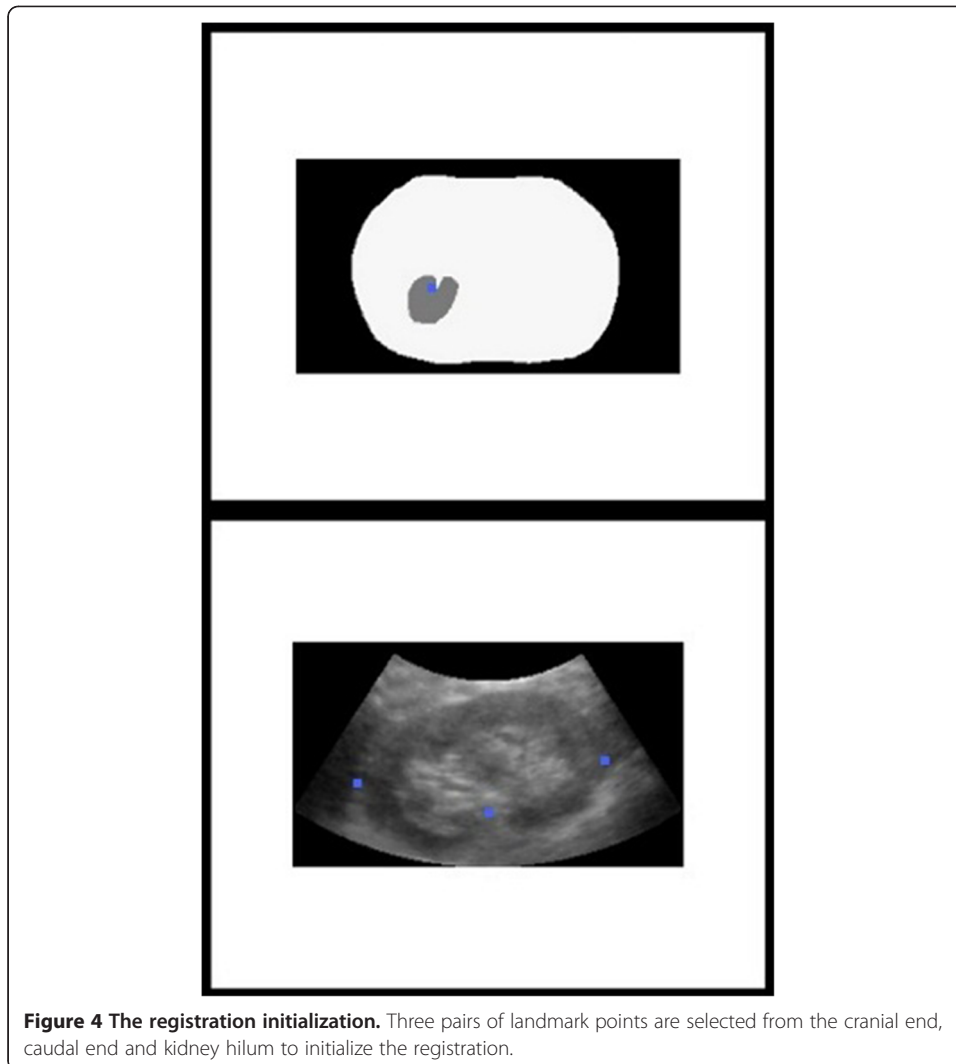 Figure 4 The registration initialization. Three pairs of landmark points are selected from the cranial end,
caudal end and kidney hilum to initialize the registration.